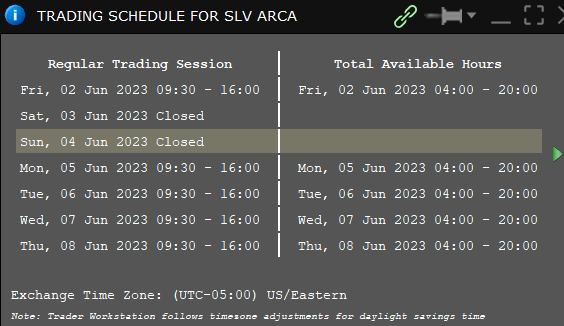 TRADING SCHEDULE FOR SLV ARCA
Regular Trading Session Total Available Hours
Fri, 02 Jun 2023 09:30 - 16:00 Fri, 02 Jun 2023 04:00 - 20:00
Sat, 03 Jun 2023 Closed
Sun, 04 Jun 2023 Closed
Mon, 05 Jun 2023 09:30 - 16:00 Mon, 05 Jun 2023 04:00 - 20:00
Tue, 06 Jun 2023 09:30 - 16:00 Tue, 06 Jun 2023 04:00 - 20:00
Wed, 07 Jun 2023 09:30 - 16:00 Wed, 07 Jun 2023 04:00 - 20:00
Thu, 08 Jun 2023 09:30 - 16:00 Thu, 08 Jun 2023 04:00 - 20:00
Exchange Time Zone: (UTC-05:00) US/Eastern
Note: Trader Workstation follows timezone adjustments for daylight savings time